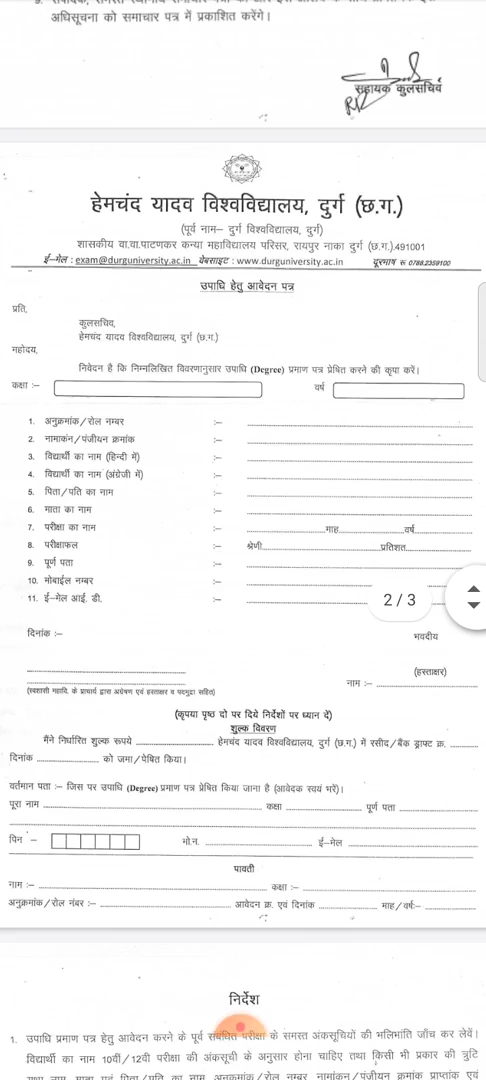 अधिसूचना को समाचार पत्र में प्रकाशित करेंगे।
सहायक कुलसचिव
हेमचंद यादव विश्वविद्यालय, दुर्ग (छ.ग.)
(पूर्व नाम– दुर्ग विश्वविद्यालय, दुर्ग)
शासकीय वा.वा.पाटणकर कन्या महाविद्यालय परिसर, रायपुर नाका दुर्ग (छ.ग.).491001
ई–मेल : exam@durguniversity.ac.in वेबसाइट : www.durguniversity.ac.in दूरभाष रू 0788.2359100
उपाधि हेतु आवेदन पत्र
प्रति,
कुलसचिव,
हेमचंद यादव विश्वविद्यालय, दुर्ग (छ.ग.)
महोदय,
निवेदन है कि निम्नलिखित विवरणानुसार उपाधि (Degree) प्रमाण पत्र प्रेषित करने की कृपा करें।
कक्षा :– वर्ष
1. अनुक्रमांक/रोल नम्बर :–
2. नामाकंन/पंजीयन क्रमांक :–
3. विद्यार्थी का नाम (हिन्दी में) :–
4. विद्यार्थी का नाम (अंग्रेजी में) :–
5. पिता/पति का नाम :–
6. माता का नाम :–
7. परीक्षा का नाम :– माह वर्ष
8. परीक्षाफल :– श्रेणी प्रतिशत
9. पूर्ण पता :–
10. मोबाईल नम्बर :–
11. ई–मेल आई. डी. :–
2/3
दिनांक :– भवदीय
(हस्ताक्षर)
नाम :–
(स्वशासी महावि. के प्राचार्य द्वारा अग्रेषण एवं हस्ताक्षर व पदमुद्रा सहित)
(कृपया पृष्ठ दो पर दिये निर्देशों पर ध्यान दें)
शुल्क विवरण
मैंने निर्धारित शुल्क रूपये हेमचंद यादव विश्वविद्यालय, दुर्ग (छ.ग.) में रसीद/बैंक ड्राफ्ट क्र.
दिनांक को जमा/पेषित किया।
वर्तमान पता :– जिस पर उपाधि (Degree) प्रमाण पत्र प्रेषित किया जाना है (आवेदक स्वयं भरें)।
पूरा नाम कक्षा पूर्ण पता
पिन – मो.न. ई–मेल
पावती
नाम :– कक्षा :–
अनुक्रमांक/रोल नंबर :– आवेदन क्र. एवं दिनांक माह/वर्ष:–
निर्देश
1. उपाधि प्रमाण पत्र हेतु आवेदन करने के पूर्व संबंधित परीक्षा के समस्त अंकसूचियों की भलिभांति जाँच कर लेवें।
विद्यार्थी का नाम 10वीं/12वी परीक्षा की अंकसूची के अनुसार होना चाहिए तथा किसी भी प्रकार की त्रुटि